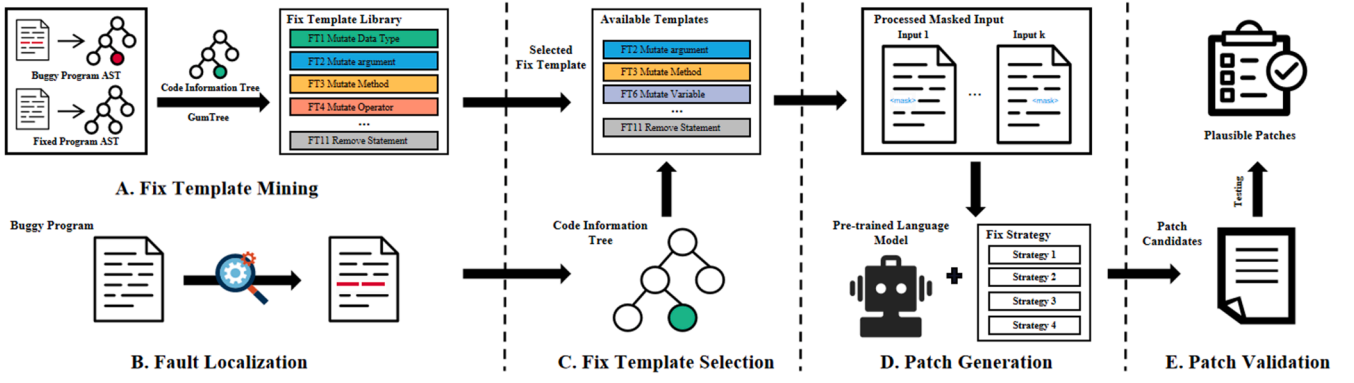 Buggy Program AST
Fixed Program AST
Code Information Tree
GumTree
Fix Template Library
FT1 Mutate Data Type
FT2 Mutate argument
FT3 Mutate Method
FT4 Mutate Operator
...
FT11 Remove Statement
A. Fix Template Mining
Buggy Program
B. Fault Localization
Selected
Fix Template
Available Templates
FT2 Mutate argument
FT3 Mutate Method
FT6 Mutate Variable
...
FT11 Remove Statement
Code Information
Tree
C. Fix Template Selection
Processed Masked Input
Input 1
Input k
<mask>
...
<mask>
Pre-trained Language
Model
Fix Strategy
Strategy 1
Strategy 2
Strategy 3
Strategy 4
D. Patch Generation
Plausible Patches
Testing
Patch
Candidates
E. Patch Validation